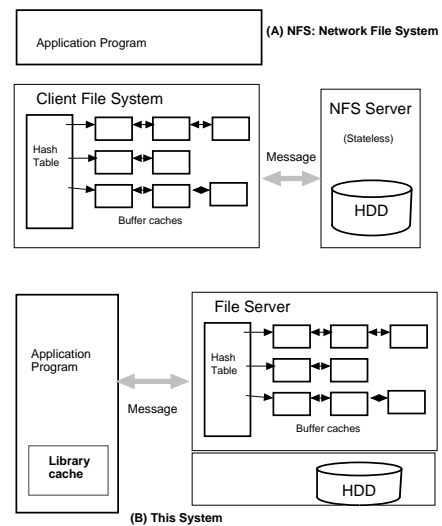 (A) NFS: Network File System
Application Program
Client File System
Hash
Table
Buffer caches
Message
NFS Server
(Stateless)
HDD
Application
Program
Library
cache
Message
File Server
Hash
Table
Buffer caches
HDD
(B) This System